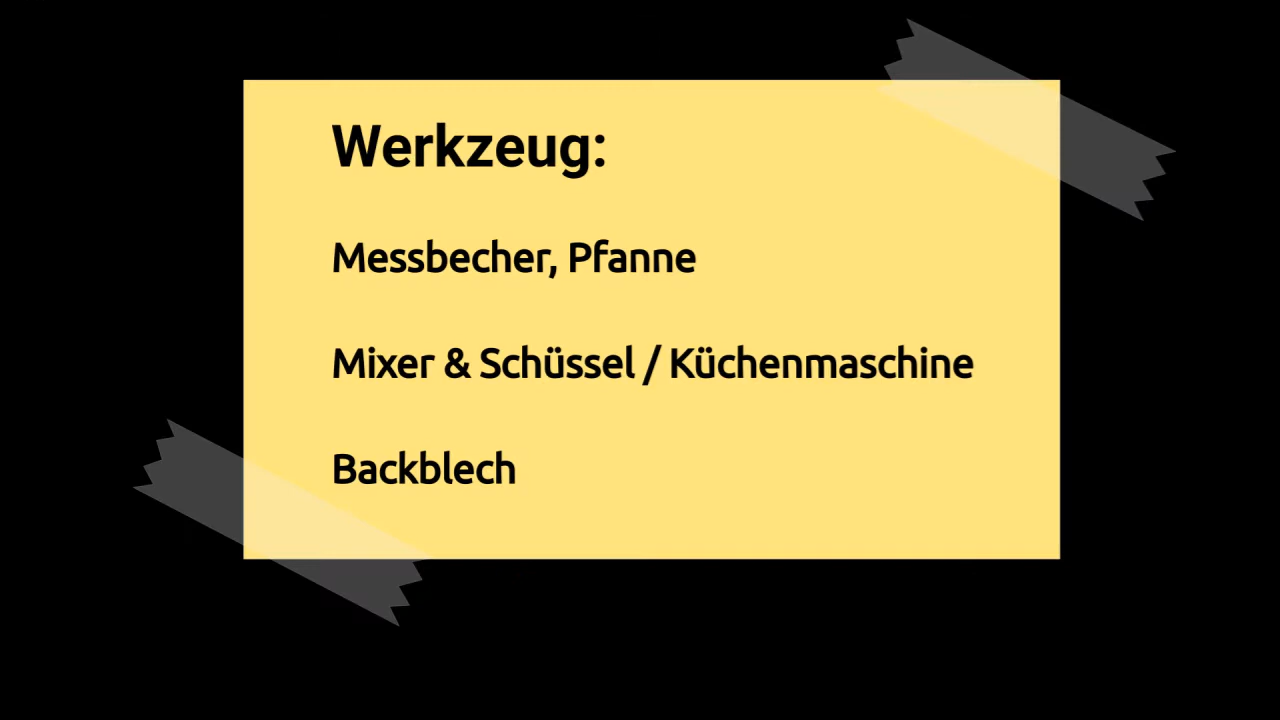 Werkzeug:
Messbecher, Pfanne
Mixer & Schüssel / Küchenmaschine
Backblech